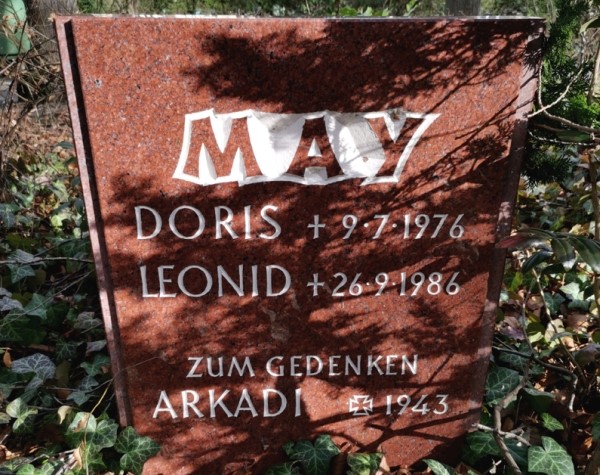 MAY
DORIS + 9·7·1976
LEONID + 26·9·1986
ZUM GEDENKEN
ARKADI ✠ 1943